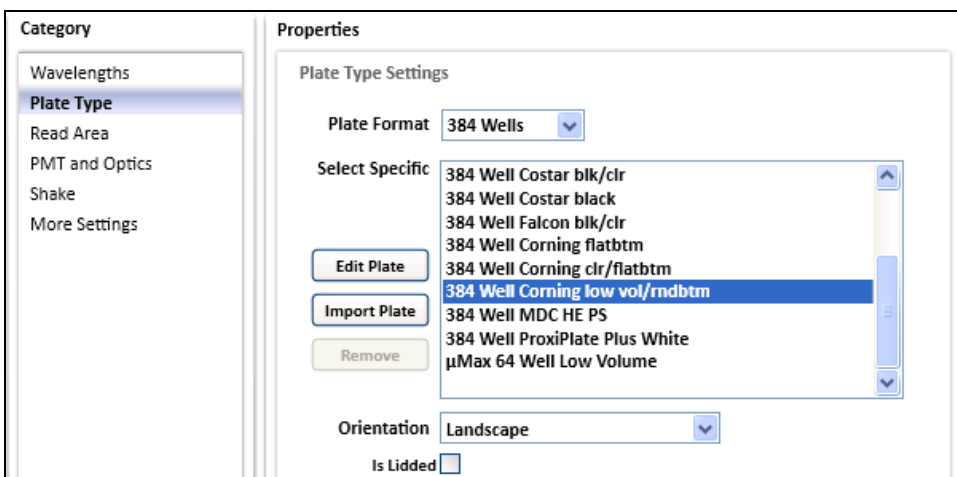 Category
Wavelengths
Plate Type
Read Area
PMT and Optics
Shake
More Settings
Properties
Plate Type Settings
Plate Format 384 Wells
Select Specific
384 Well Costar blk/clr
384 Well Costar black
384 Well Falcon blk/clr
384 Well Corning flatbtm
384 Well Corning clr/flatbtm
384 Well Corning low vol/rndbtm
384 Well MDC HE PS
384 Well ProxiPlate Plus White
µMax 64 Well Low Volume
Edit Plate
Import Plate
Remove
Orientation Landscape
Is Lidded